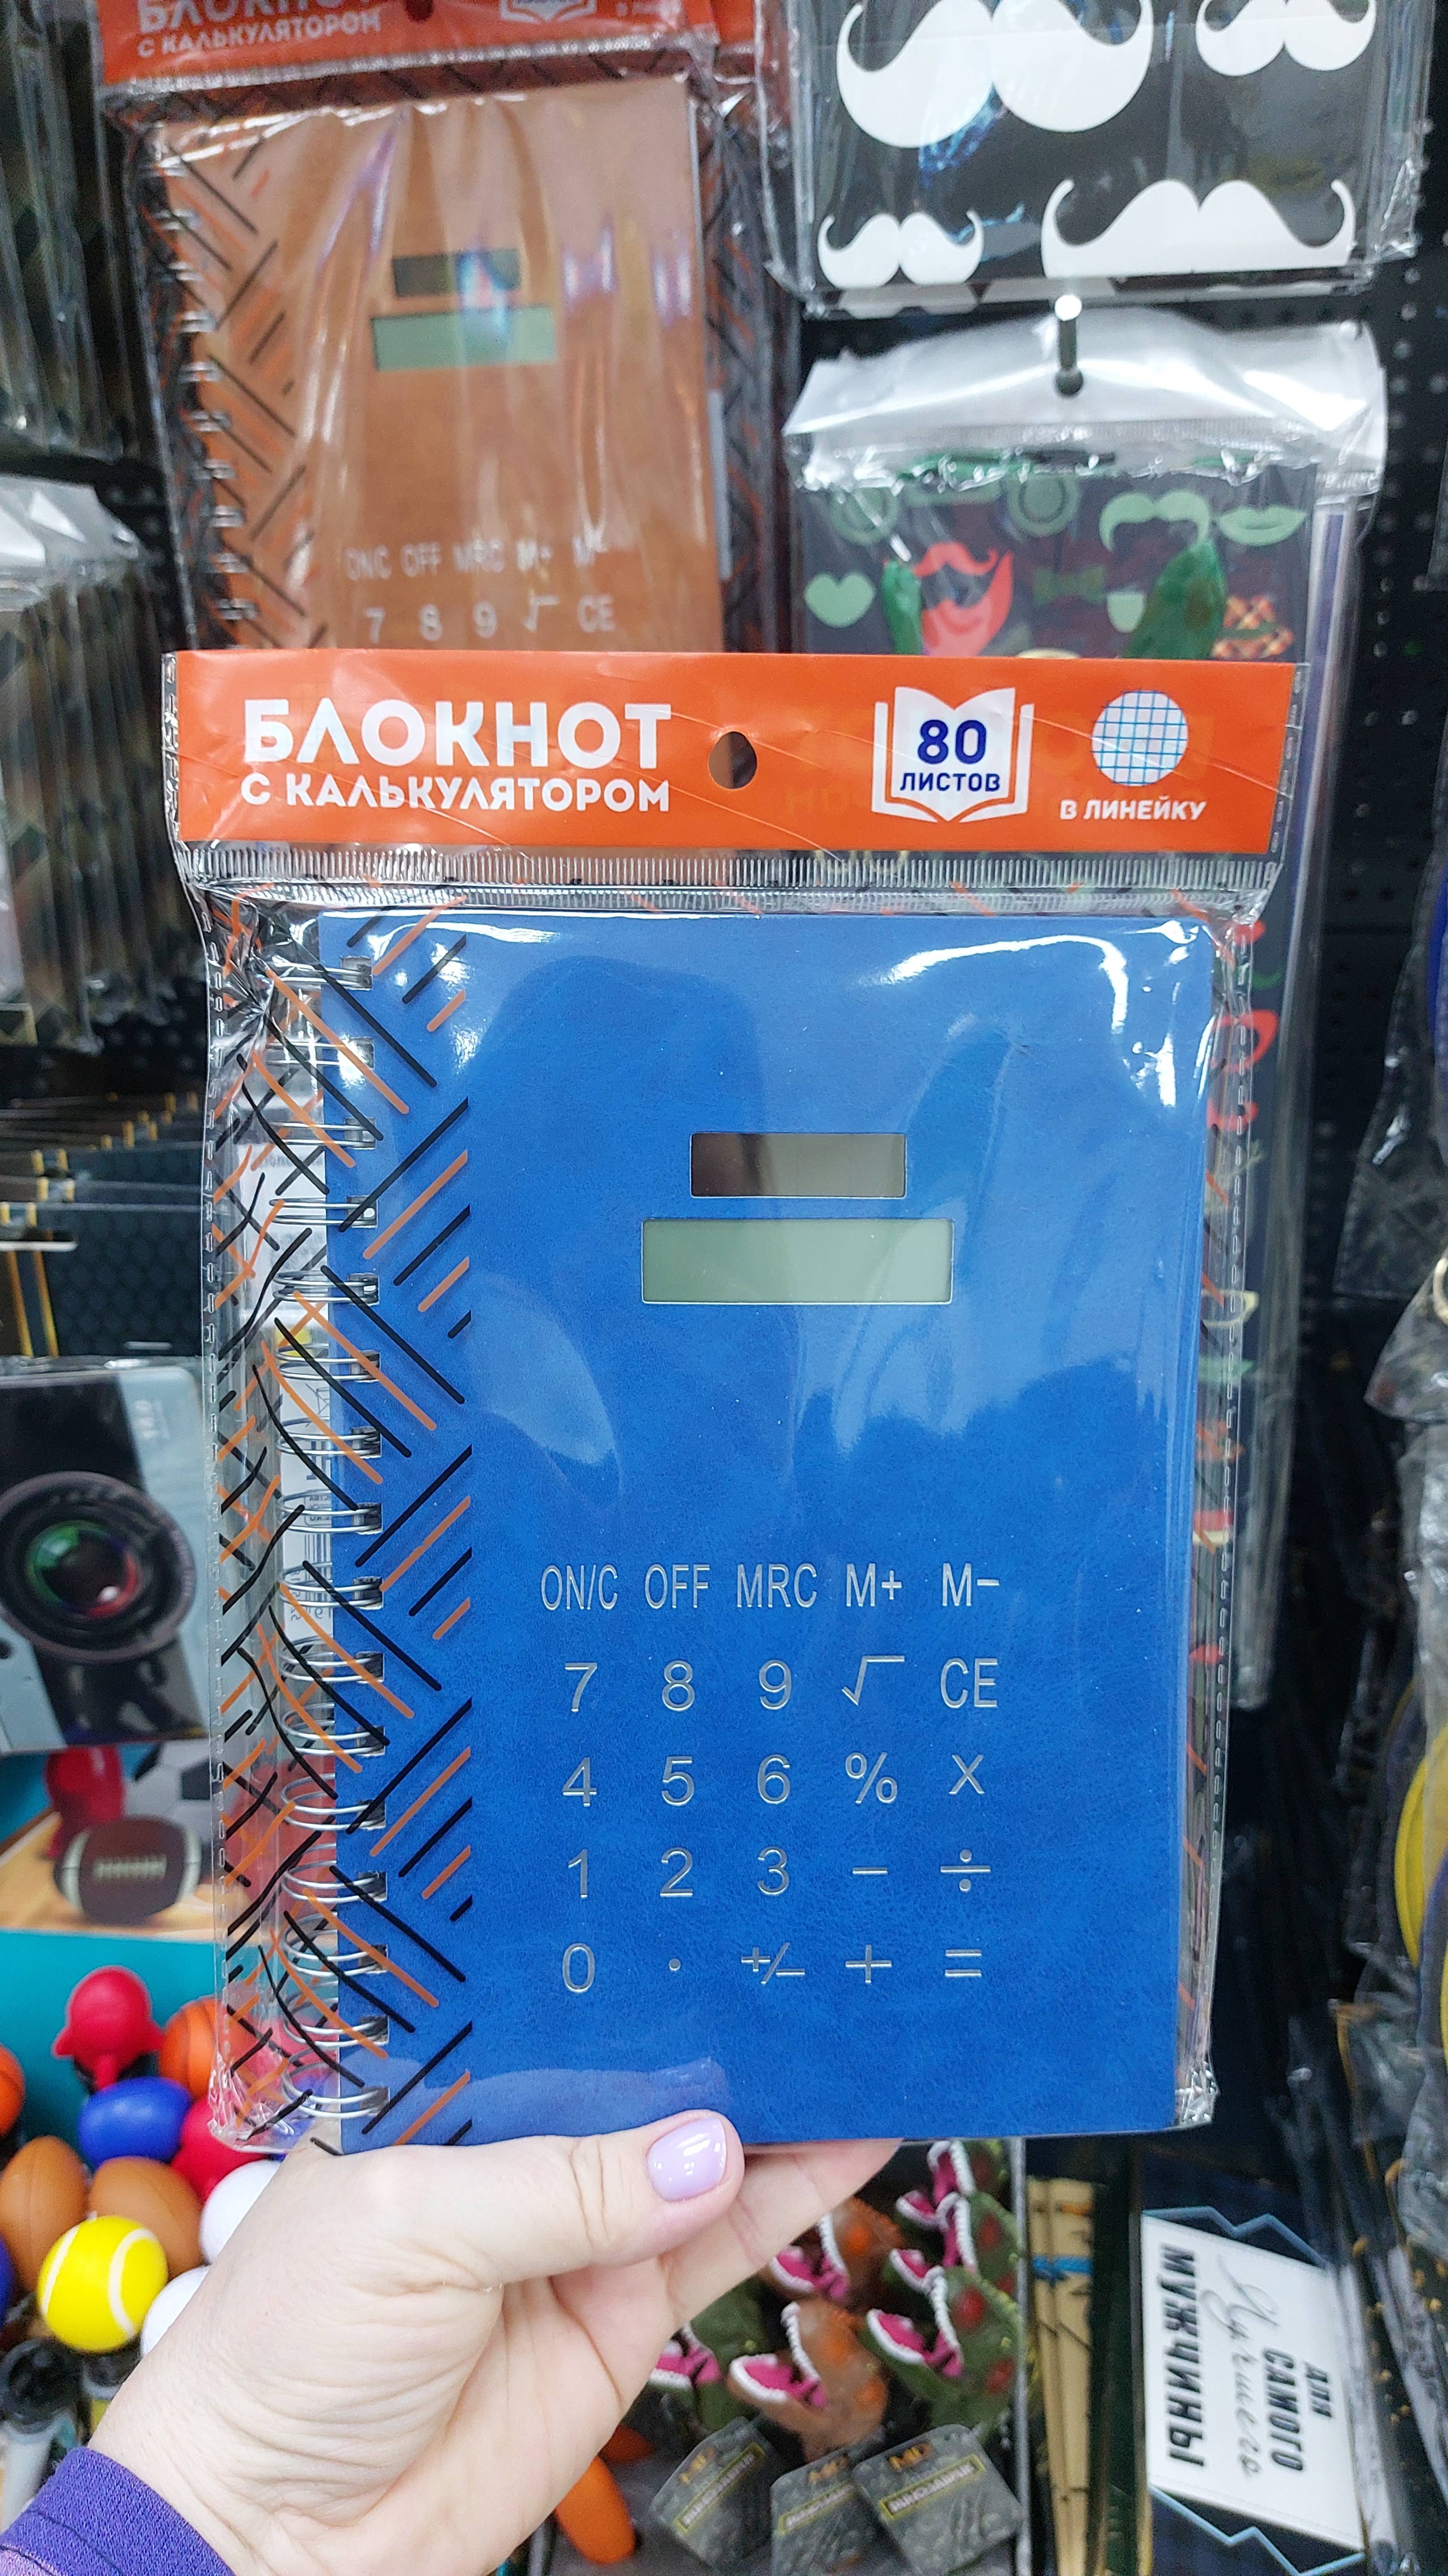 БЛОКНОТ
С КАЛЬКУЛЯТОРОМ
ON/C OFF MRC M+ M-
7 8 9 √ CE
БЛОКНОТ
С КАЛЬКУЛЯТОРОМ
80
ЛИСТОВ
В ЛИНЕЙКУ
ON/C OFF MRC M+ M−
7 8 9 √ CE
4 5 6 % X
1 2 3 − ÷
0 . +/− + =
ДЛЯ
САМОГО
Лучшего
МУЖЧИНЫ